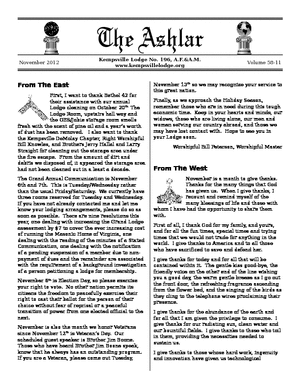 The Ashlar
Kempsville Lodge No. 196, A.F.&A.M.
www.kempsvillelodge.org
November 2012
Volume 38-11
From The East
First, I want to thank Bethel 43 for
their assistance with our annual
Lodge cleaning on October 20th. The
Lodge Room, upstairs hall way and
the storage rooms smells
fresh with the scent of pine oil and a year's worth
of dust has been removed. I also want to thank
the Kempsville DeMolay Chapter, Right Worshipful
Bill Knowles, and Brothers Jerry Hallal and Larry
Straight for cleaning out the storage area under
the fire escape. From the amount of dirt and
debris we disposed of, it appeared the storage area
had not been cleaned out in at least a decade.
The Grand Annual Communication is November
6th and 7th. This is Tuesday/Wednesday rather
than the usual Friday/Saturday. We currently have
three rooms reserved for Tuesday and Wednesday.
If you have not already contacted me and let me
know your lodging arrangements, please do so as
soon as possible. There are nine resolutions this
year, one dealing with increasing the Grand Lodge
assessment by $7 to cover the ever increasing cost
of running the Masonic Home of Virginia, one
dealing with the reading of the minutes of a Stated
Communication, one dealing with the notification
of a pending suspension of a member due to non-
payment of dues and the remainder are associated
with the requirement of a background investigation
of a person petitioning a lodge for membership.
November 6th is Election Day, so please exercise
your right to vote. No other nation permits its
citizens the freedom to peacefully exercise their
right to cast their ballot for the person of their
choice without fear of reprisal or a peaceful
transition of power from one elected official to the
next.
November is also the month we honor Veterans
since November 12th is Veteran's Day. Our
scheduled guest speaker is Brother Jim Boone.
Those who have heard Brother Jim Boone speak,
know that he always has an outstanding program.
If you are a Veteran, please come out Tuesday,
November 13th so we may recognize your service to
this great nation.
Finally, as we approach the Holiday Season,
remember those who are in need during this tough
economic time. Keep in your hearts and minds, our
widows, those who are living alone, our men and
women serving our country abroad, and those we
may have lost contact with. Hope to see you in
your Lodge soon.
Worshipful Bill Paterson, Worshipful Master
From The West
November is a month to give thanks.
Thanks for the many things that God
has given us. When I give thanks, I
recount and remind myself of the
many blessings of life and those with
whom I have had the opportunity to share them
with.
First of all, I thank God for my family, and yours,
and for all the fun times, special times and trying
times that we would not trade for anything in the
world. I give thanks to America and to all those
who have sacrificed to save and defend her.
I give thanks for today and for all that will be
contained within it. The gentle kiss good-bye, the
friendly voice on the other end of the line wishing
you a good day, the warm gentle breeze as I go out
the front door, the refreshing fragrance ascending
from the flower bed, and the singing of the birds as
they cling to the telephone wires proclaiming their
presence.
I give thanks for the abundance of the earth and
for all that I am given the privilege to consume. I
give thanks for our radiating sun, clean water and
our bountiful fields. I give thanks to those who toil
in them, providing the necessities needed to
sustain us.
I give thanks to those whose hard work, ingenuity
and innovation have given us technologies!